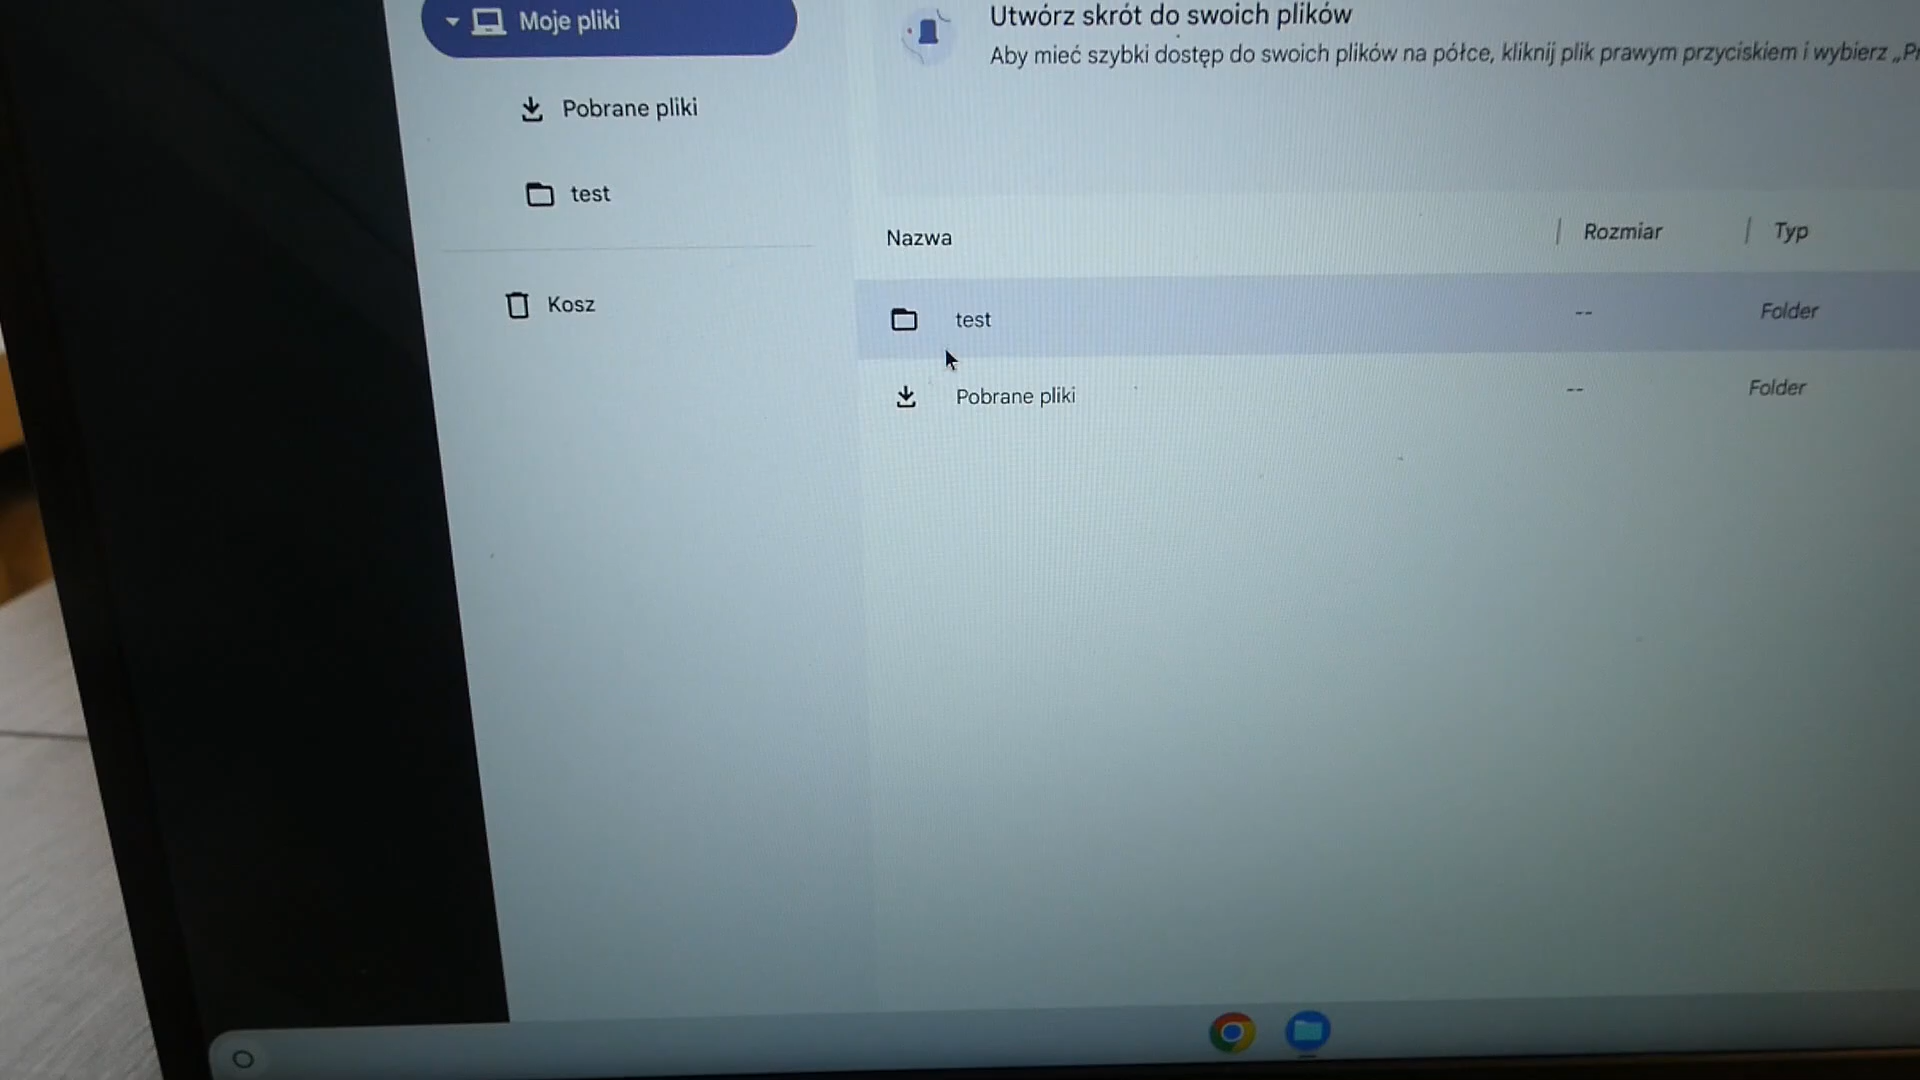 Moje pliki
Pobrane pliki
test
Kosz
Utwórz skrót do swoich plików
Aby mieć szybki dostęp do swoich plików na półce, kliknij plik prawym przyciskiem i wybierz „Pr
Nazwa | Rozmiar | Typ
test -- Folder
Pobrane pliki -- Folder